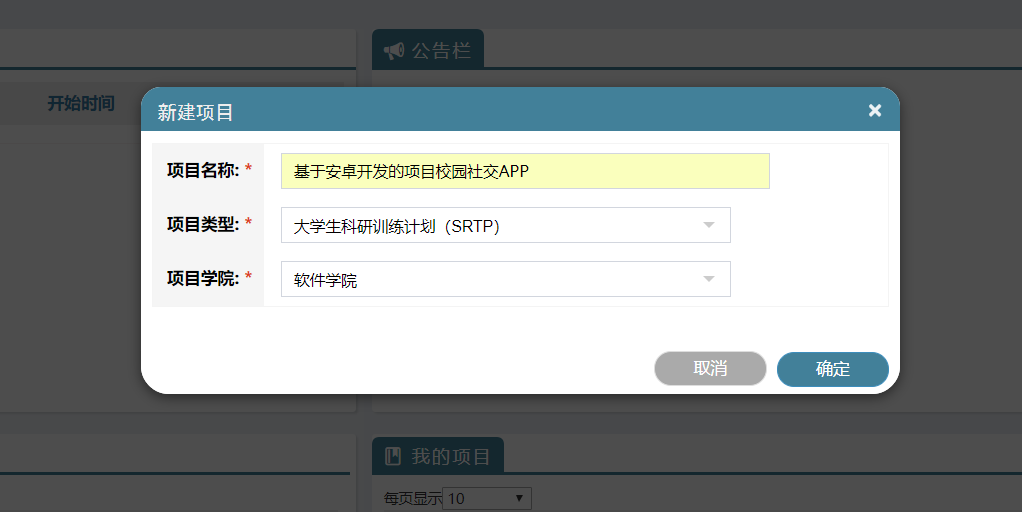 公告栏
开始时间
新建项目
项目名称: * 基于安卓开发的项目校园社交APP
项目类型: * 大学生科研训练计划（SRTP）
项目学院: * 软件学院
取消 确定
我的项目
每页显示 10